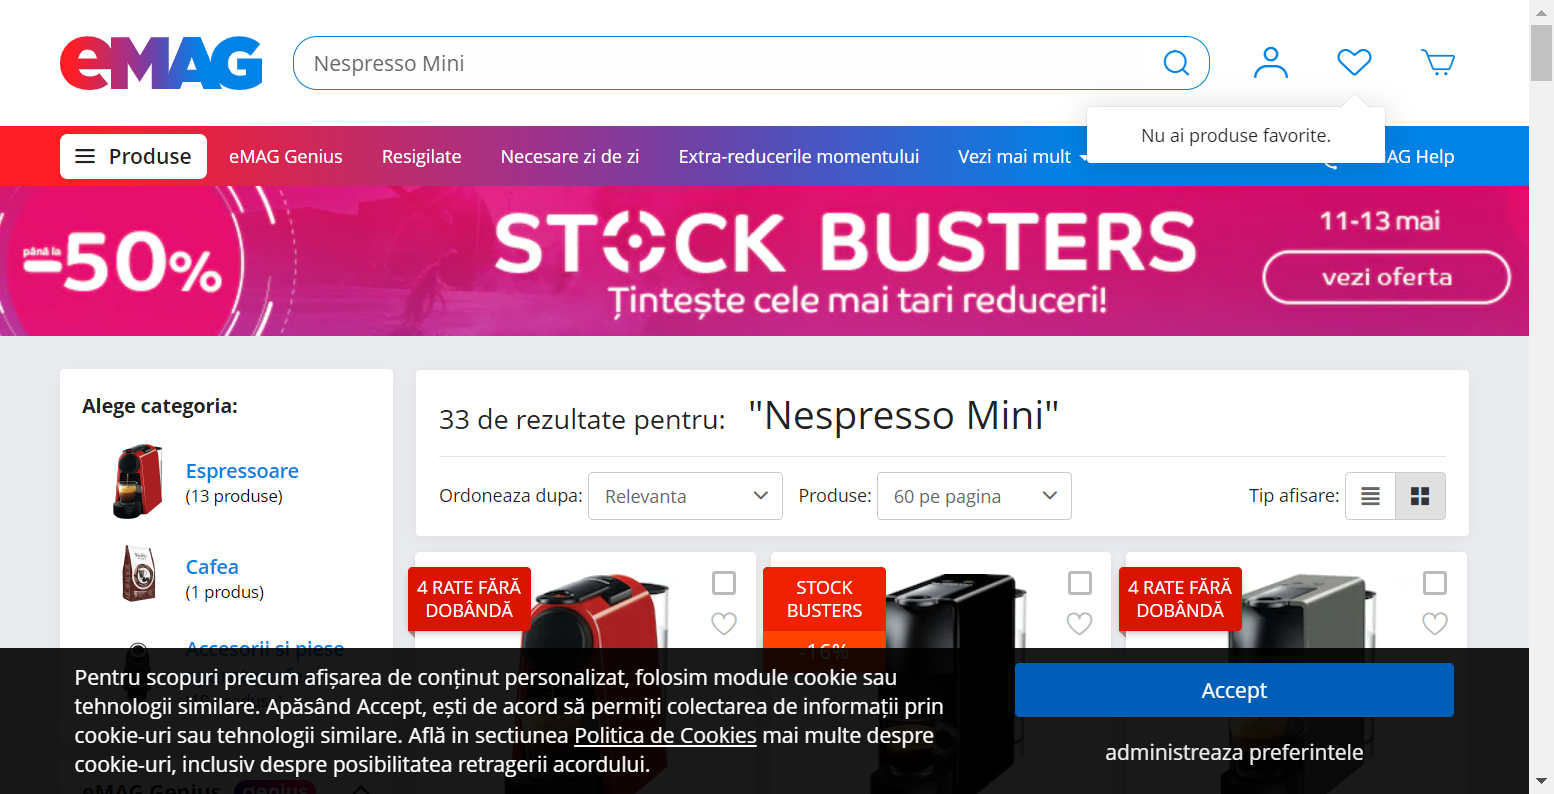 eMAG
Nespresso Mini
Nu ai produse favorite.
Produse
eMAG Genius
Resigilate
Necesare zi de zi
Extra-reducerile momentului
Vezi mai mult
AG Help
până la
-50%
STOCK BUSTERS
Țintește cele mai tari reduceri!
11-13 mai
vezi oferta
Alege categoria:
Espressoare
(13 produse)
Cafea
(1 produs)
Accesorii si piese
33 de rezultate pentru: "Nespresso Mini"
Ordoneaza dupa: Relevanta
Produse: 60 pe pagina
Tip afisare:
4 RATE FĂRĂ
DOBÂNDĂ
STOCK
BUSTERS
-16%
4 RATE FĂRĂ
DOBÂNDĂ
Pentru scopuri precum afișarea de conținut personalizat, folosim module cookie sau
tehnologii similare. Apăsând Accept, ești de acord să permiți colectarea de informații prin
cookie-uri sau tehnologii similare. Află in sectiunea Politica de Cookies mai multe despre
cookie-uri, inclusiv despre posibilitatea retragerii acordului.
Accept
administreaza preferintele
eMAG Genius genius